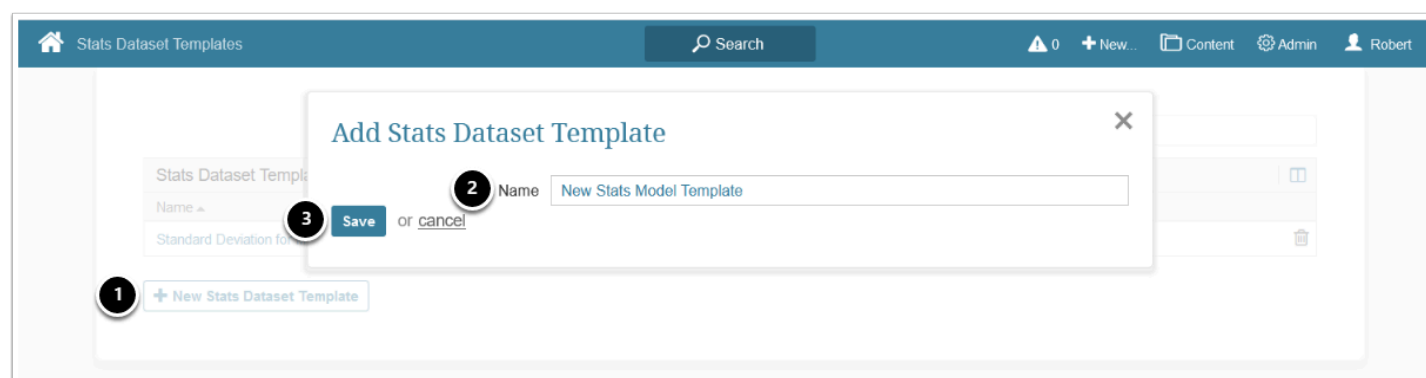 Stats Dataset Templates Search 0 New... Content Admin Robert
Add Stats Dataset Template
Stats Dataset Templa
2 Name New Stats Model Template
Name
3 Save or cancel
Standard Deviation for
1 New Stats Dataset Template